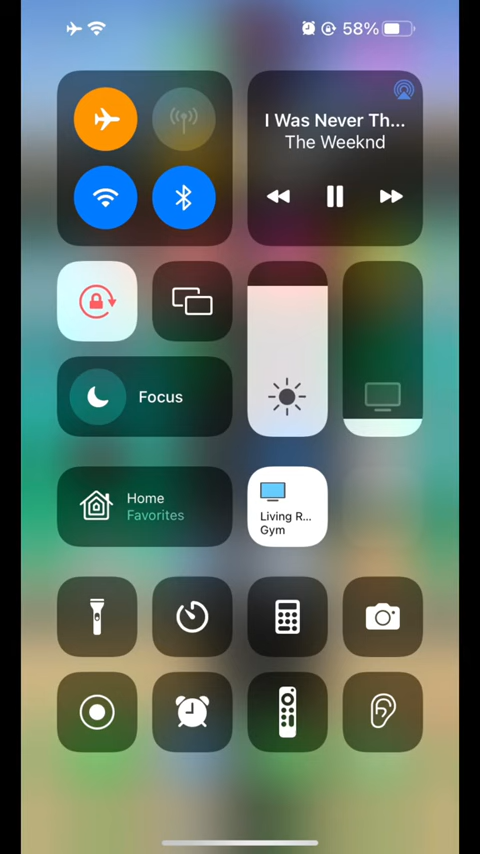 58%
I Was Never Th...
The Weeknd
Focus
Home
Favorites
Living R...
Gym